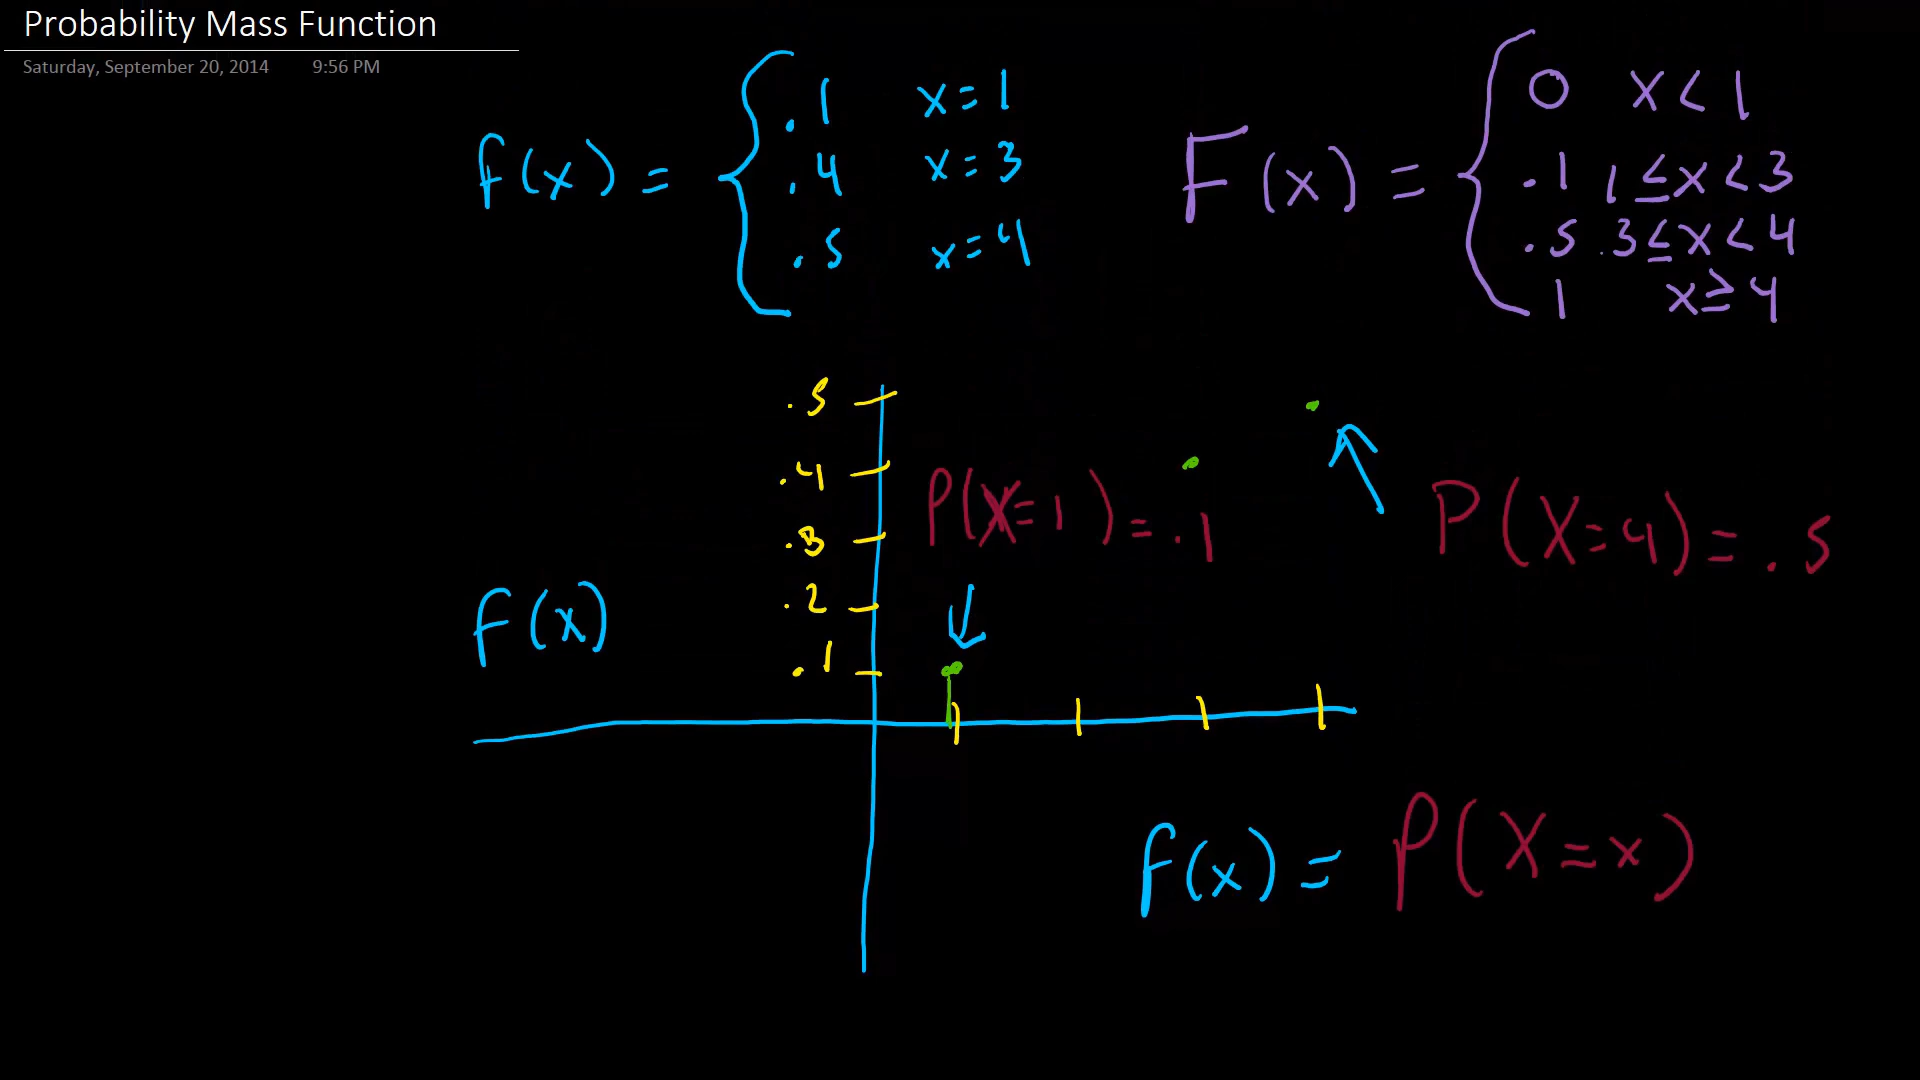 Probability Mass Function
Saturday, September 20, 2014 9:56 PM
f(x) = { .1 x=1
.4 x=3
.5 x=4
F(x) = { 0 x<1
.1 1≤x<3
.5 .3≤x<4
1 x≥4
.5
.4
.3
.2
.1
f(x)
P(X=1)=.1
P(X=4)=.5
f(x) = P(X=x)